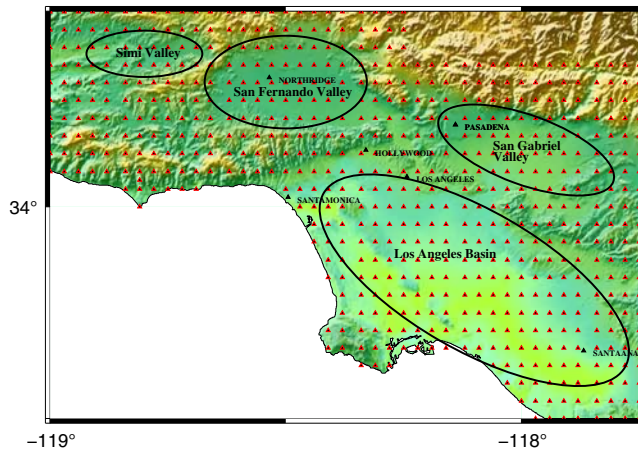 Simi Valley
NORTHRIDGE
San Fernando Valley
PASADENA
San Gabriel
Valley
HOLLYWOOD
LOS ANGELES
SANTAMONICA
34°
Los Angeles Basin
SANTAANA
−119°
−118°